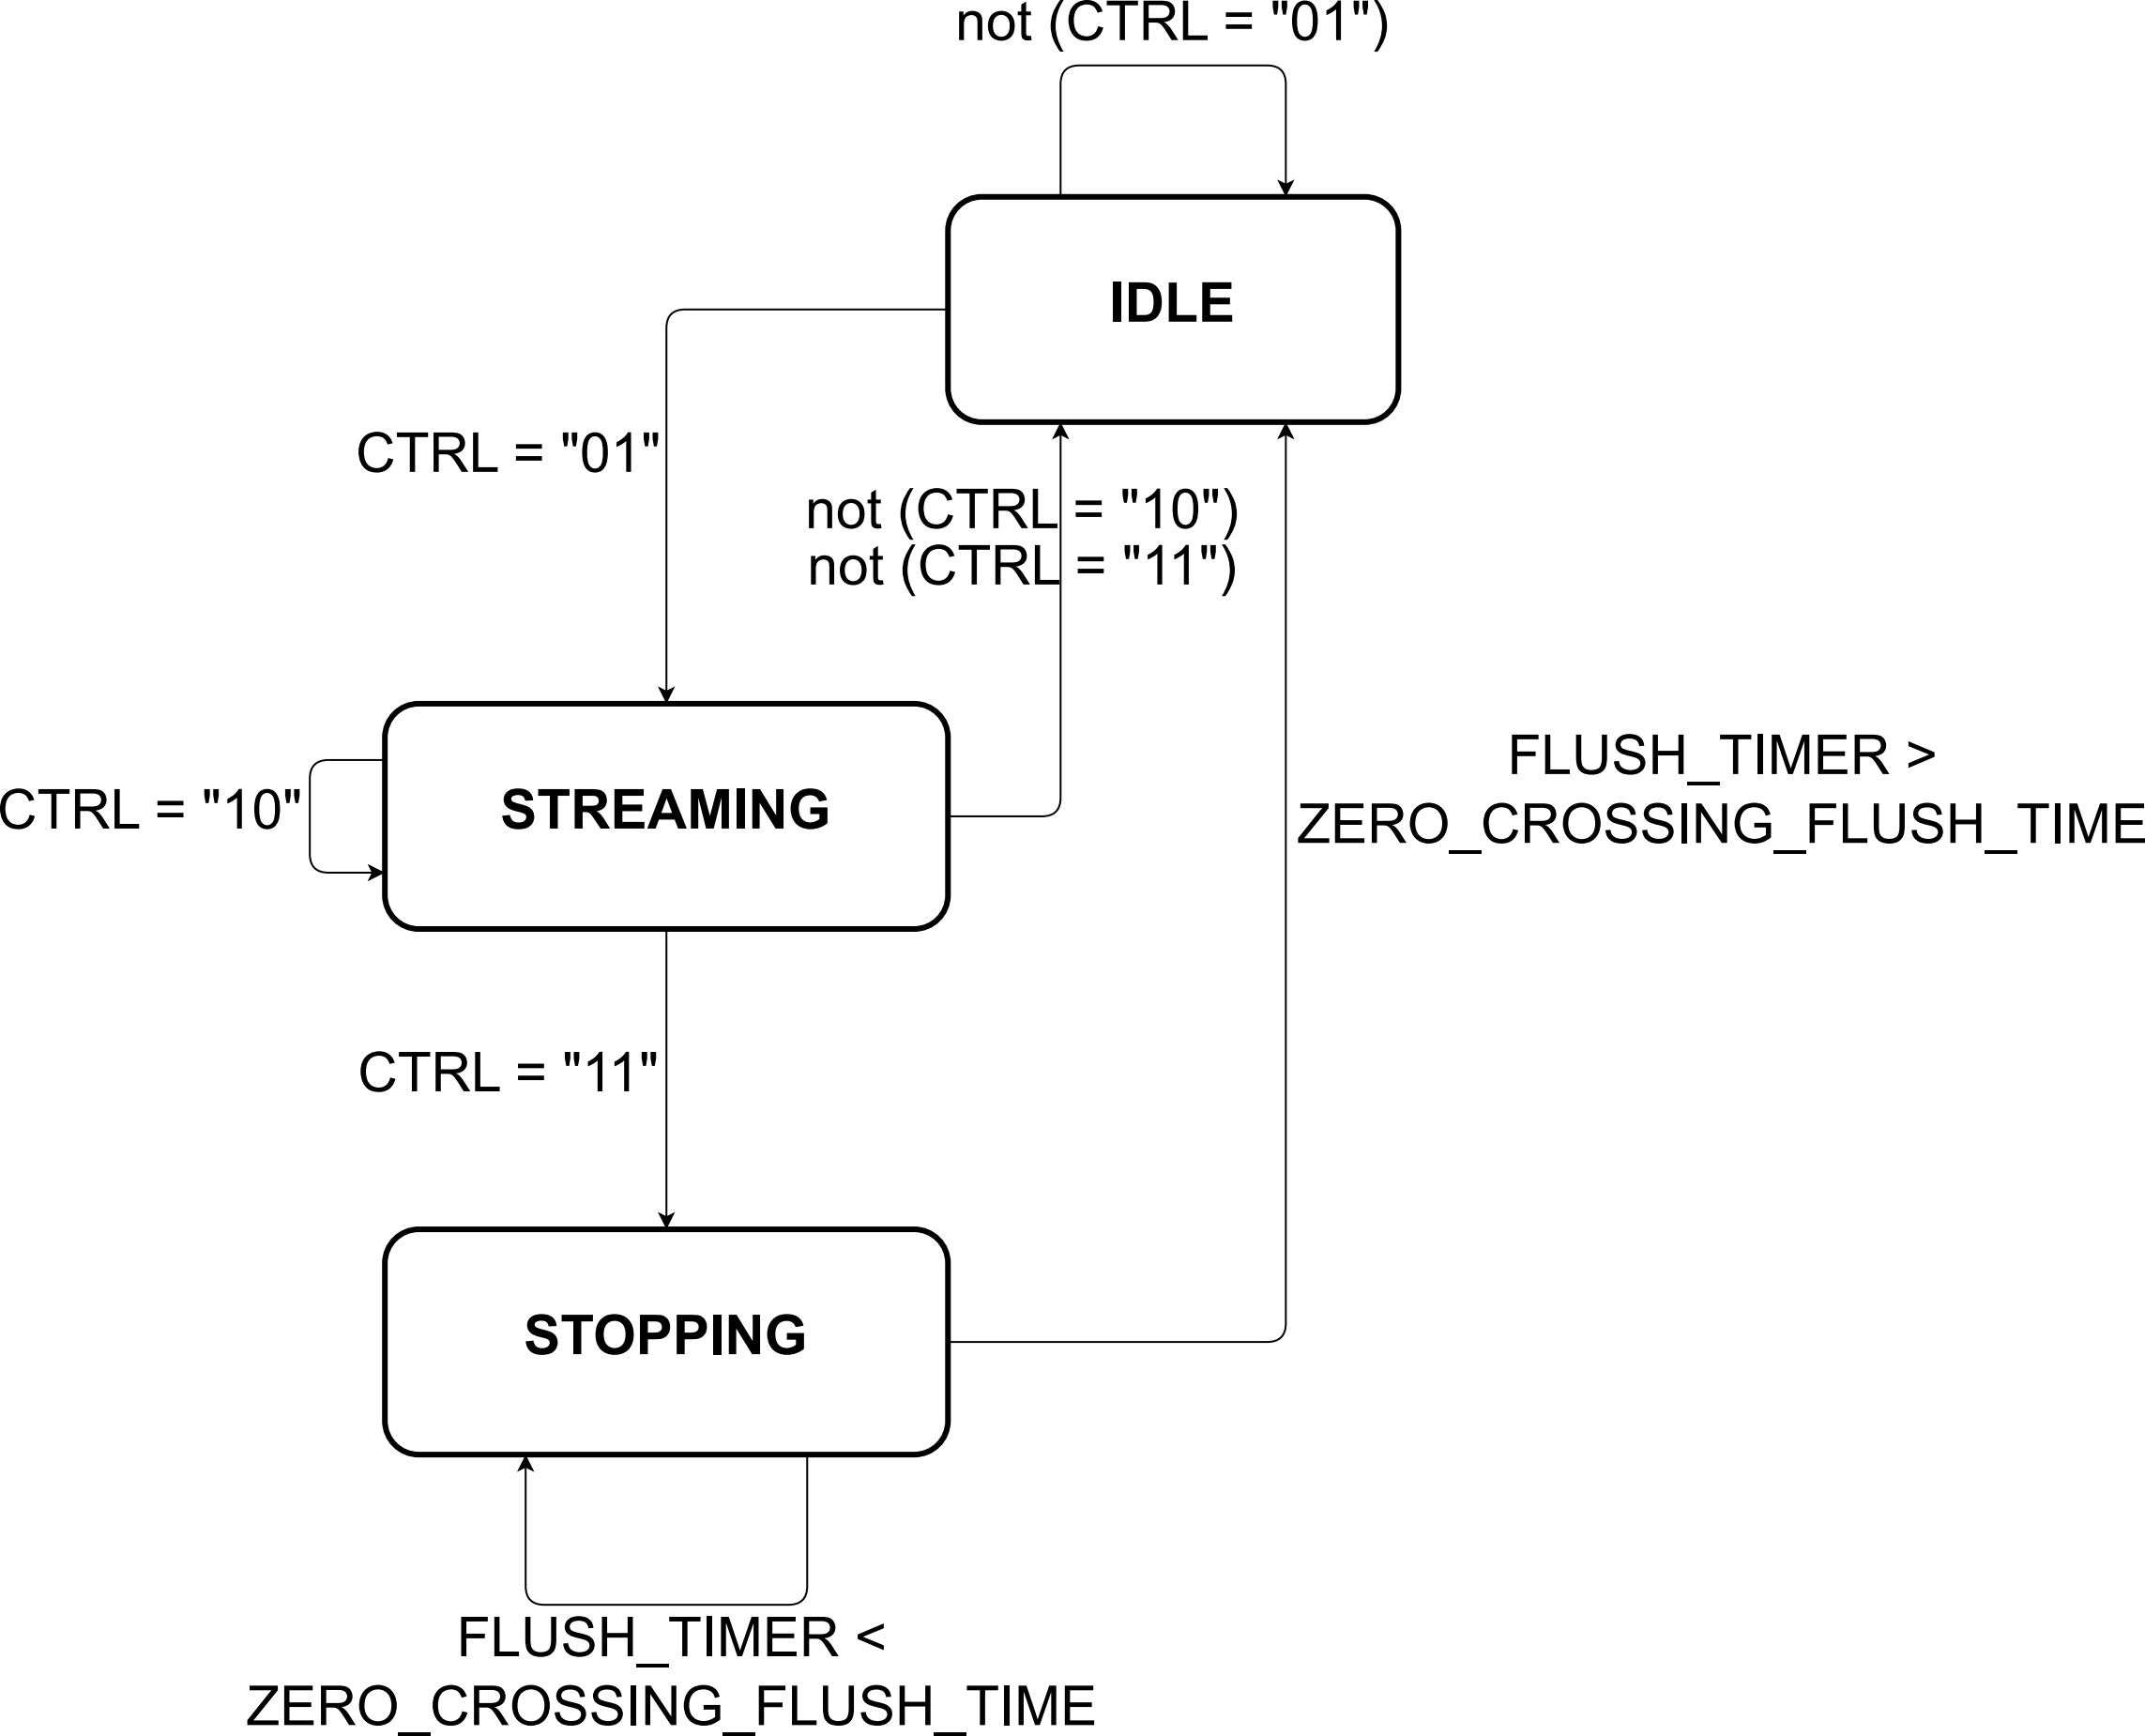 not (CTRL = "01")
IDLE
CTRL = "01"
not (CTRL = "10")
not (CTRL = "11")
FLUSH_TIMER >
ZERO_CROSSING_FLUSH_TIME
CTRL = "10"
STREAMING
CTRL = "11"
STOPPING
FLUSH_TIMER <
ZERO_CROSSING_FLUSH_TIME